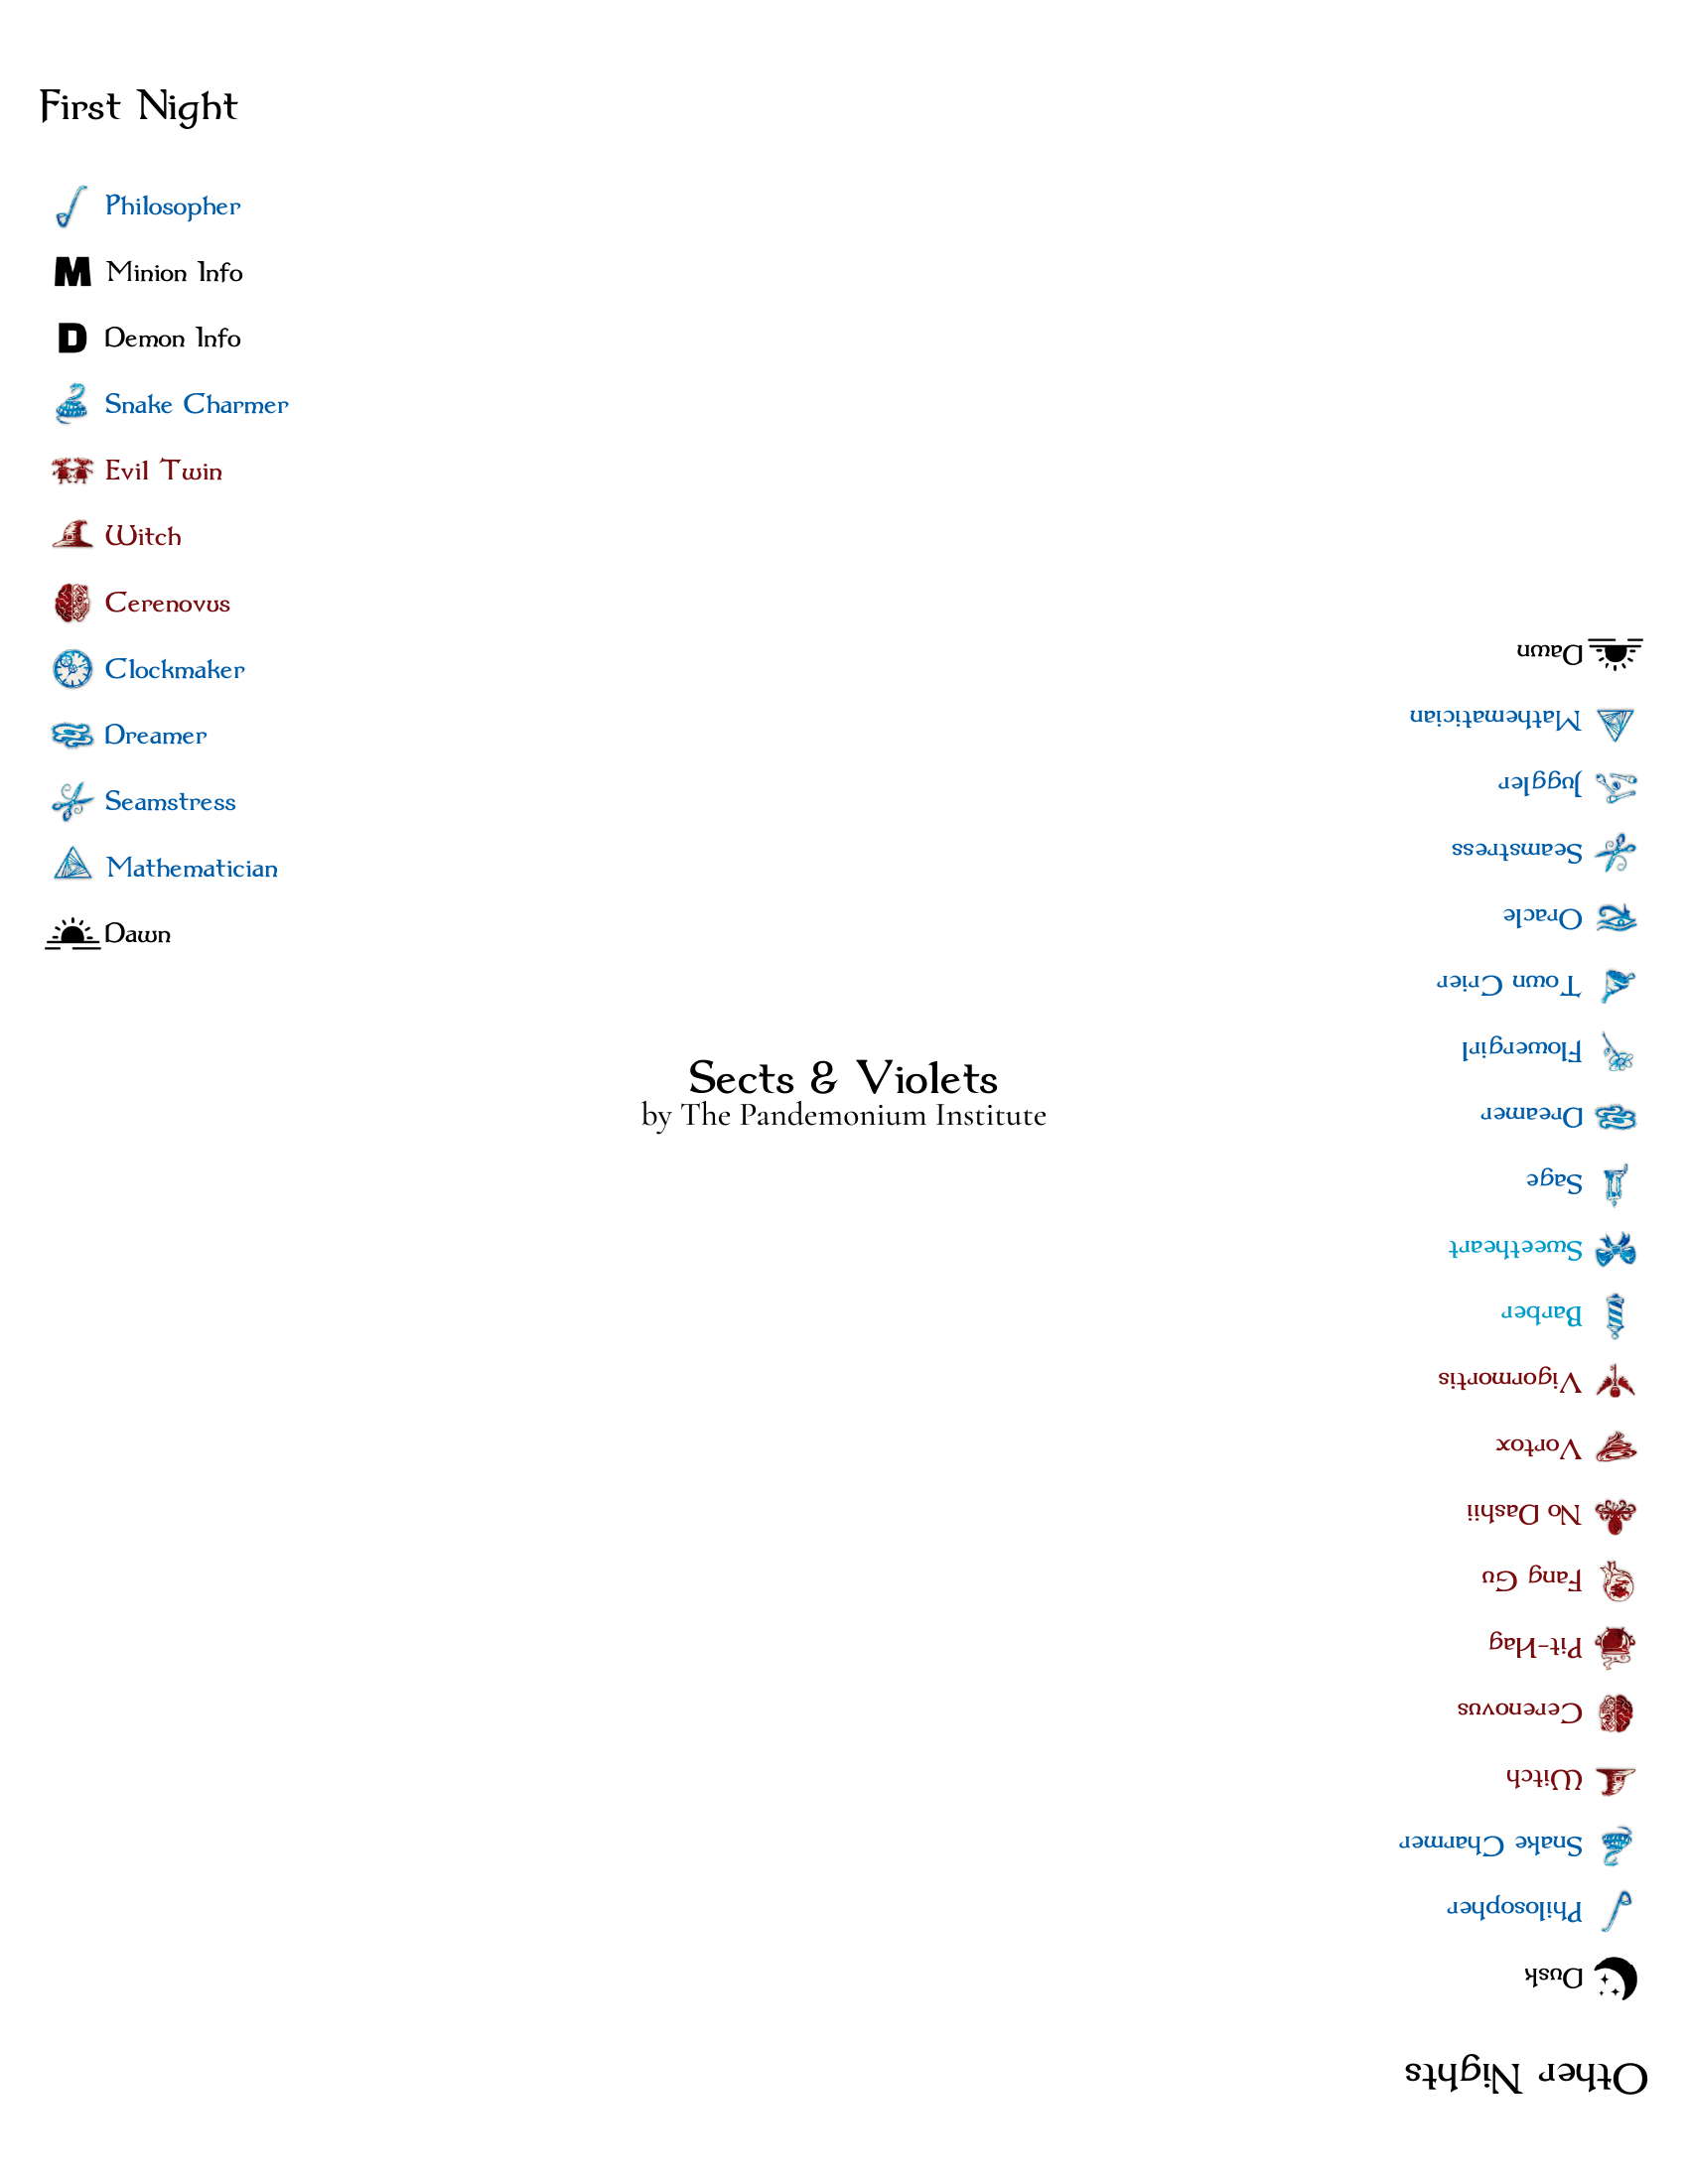 First Night
Philosopher
M Minion Info
D Demon Info
Snake Charmer
Evil Twin
Witch
Cerenovus
Clockmaker
Dreamer
Seamstress
Mathematician
Dawn
Sects & Violets
by The Pandemonium Institute
Other Nights
Dusk
Philosopher
Snake Charmer
Witch
Cerenovus
Pit-Hag
Fang Gu
No Dashii
Vortox
Vigormortis
Barber
Sweetheart
Sage
Dreamer
Flowergirl
Town Crier
Oracle
Seamstress
Juggler
Mathematician
Dawn